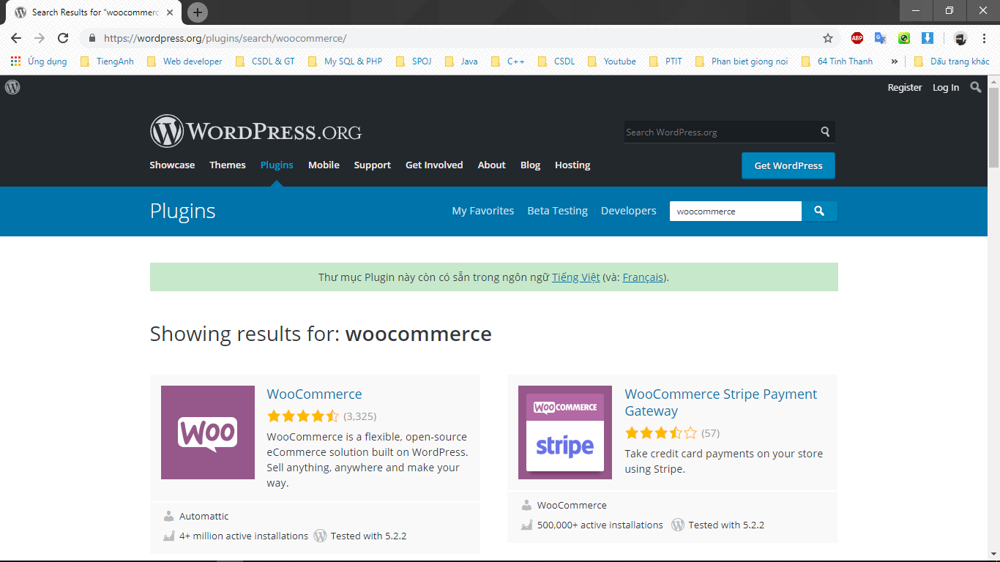 Search Results for “woocommerc
https://wordpress.org/plugins/search/woocommerce/
ABP
Ứng dụng TiengAnh Web developer CSDL & GT My SQL & PHP SPOJ Java C++ CSDL Youtube PTIT Phan biet giong noi 64 Tinh Thanh » Dấu trang khác
Register Log In
WORDPRESS.ORG
Search WordPress.org
Showcase Themes Plugins Mobile Support Get Involved About Blog Hosting
Get WordPress
Plugins
My Favorites Beta Testing Developers
woocommerce
Thư mục Plugin này còn có sẵn trong ngôn ngữ Tiếng Việt (và: Français).
Showing results for: woocommerce
WOO
WooCommerce
(3,325)
WooCommerce is a flexible, open-source
eCommerce solution built on WordPress.
Sell anything, anywhere and make your
way.
Automattic
4+ million active installations
Tested with 5.2.2
WOO COMMERCE
stripe
WooCommerce Stripe Payment
Gateway
(57)
Take credit card payments on your store
using Stripe.
WooCommerce
500,000+ active installations
Tested with 5.2.2